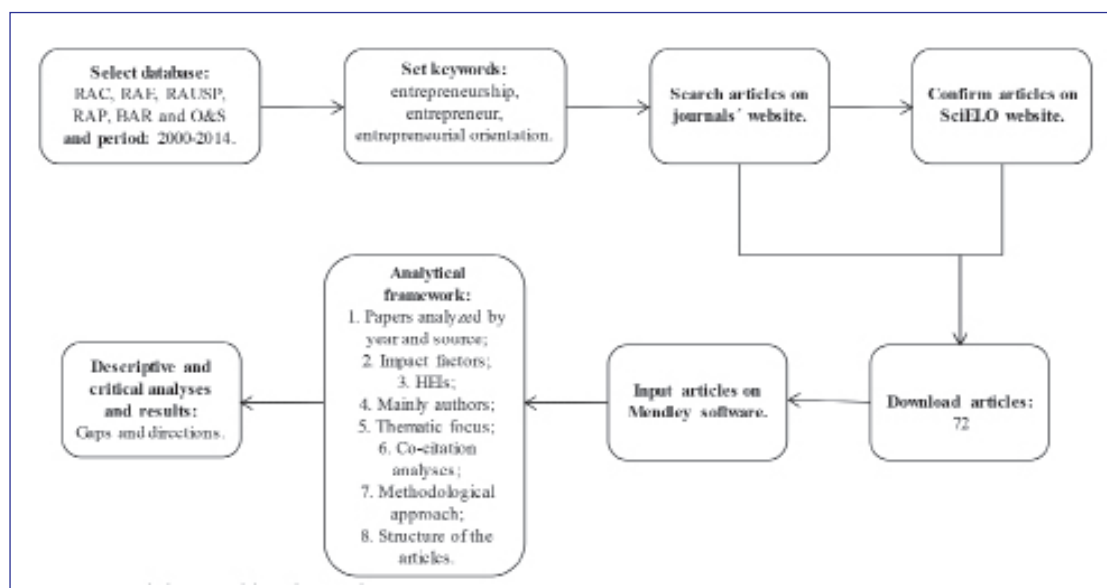 Select database:
RAC, RAE, RAUSP,
RAP, BAR and O&S
and period: 2000-2014.
Set keywords:
entrepreneurship,
entrepreneur,
entrepreneurial orientation.
Search articles on
journals´ website.
Confirm articles on
SciELO website.
Download articles:
72
Input articles on
Mendley software.
Analytical
framework:
1. Papers analyzed by
year and source;
2. Impact factors;
3. HEIs;
4. Mainly authors;
5. Thematic focus;
6. Co-citation
analyses;
7. Methodological
approach;
8. Structure of the
articles.
Descriptive and
critical analyses
and results:
Gaps and directions.